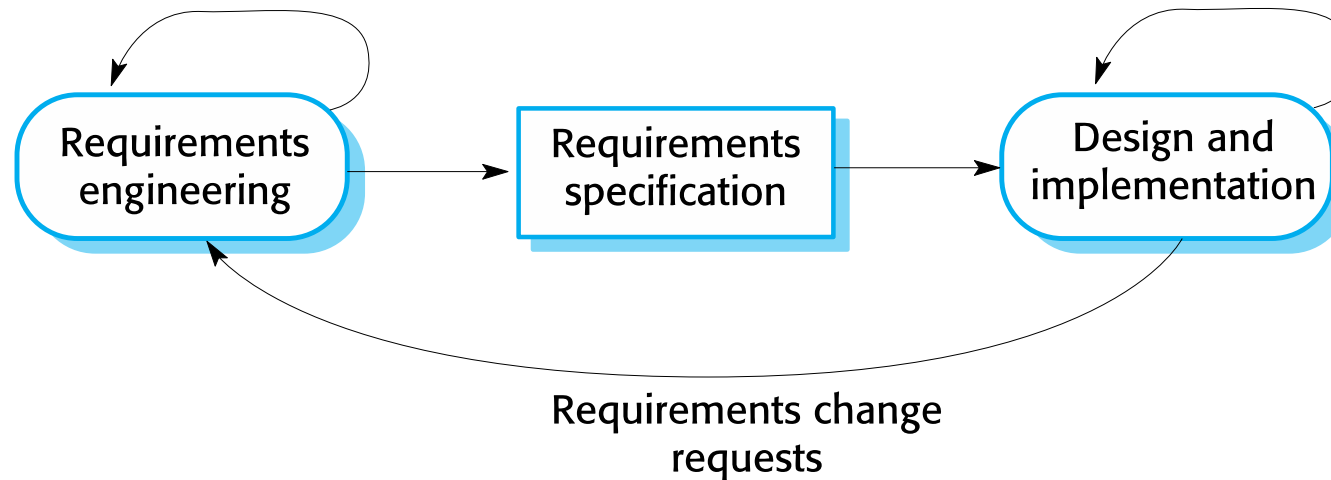 Requirements
engineering
Requirements
specification
Design and
implementation
Requirements change
requests